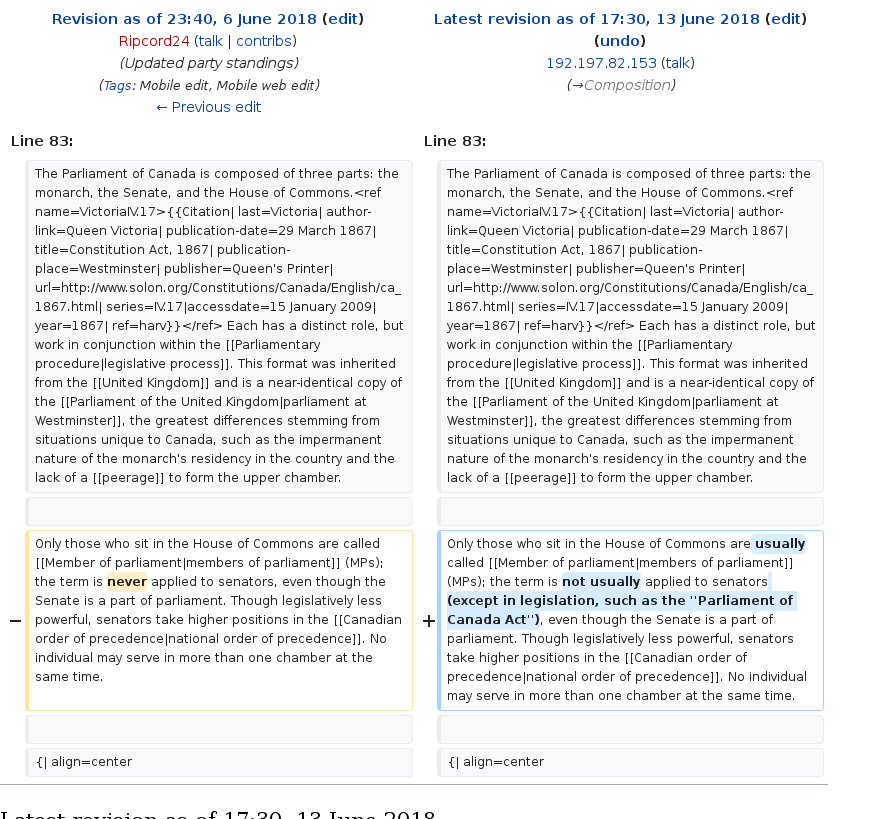 Revision as of 23:40, 6 June 2018 (edit)
Ripcord24 (talk | contribs)
(Updated party standings)
(Tags: Mobile edit, Mobile web edit)
← Previous edit
Latest revision as of 17:30, 13 June 2018 (edit)
(undo)
192.197.82.153 (talk)
(→Composition)
Line 83:
The Parliament of Canada is composed of three parts: the
monarch, the Senate, and the House of Commons.<ref
name=VictoriaIV.17>{{Citation| last=Victoria| author-
link=Queen Victoria| publication-date=29 March 1867|
title=Constitution Act, 1867| publication-
place=Westminster| publisher=Queen's Printer|
url=http://www.solon.org/Constitutions/Canada/English/ca_
1867.html| series=IV.17|accessdate=15 January 2009|
year=1867| ref=harv}}</ref> Each has a distinct role, but
work in conjunction within the [[Parliamentary
procedure|legislative process]]. This format was inherited
from the [[United Kingdom]] and is a near-identical copy of
the [[Parliament of the United Kingdom|parliament at
Westminster]], the greatest differences stemming from
situations unique to Canada, such as the impermanent
nature of the monarch's residency in the country and the
lack of a [[peerage]] to form the upper chamber.
− Only those who sit in the House of Commons are called
[[Member of parliament|members of parliament]] (MPs);
the term is never applied to senators, even though the
Senate is a part of parliament. Though legislatively less
powerful, senators take higher positions in the [[Canadian
order of precedence|national order of precedence]]. No
individual may serve in more than one chamber at the
same time.
{| align=center
Line 83:
The Parliament of Canada is composed of three parts: the
monarch, the Senate, and the House of Commons.<ref
name=VictoriaIV.17>{{Citation| last=Victoria| author-
link=Queen Victoria| publication-date=29 March 1867|
title=Constitution Act, 1867| publication-
place=Westminster| publisher=Queen's Printer|
url=http://www.solon.org/Constitutions/Canada/English/ca_
1867.html| series=IV.17|accessdate=15 January 2009|
year=1867| ref=harv}}</ref> Each has a distinct role, but
work in conjunction within the [[Parliamentary
procedure|legislative process]]. This format was inherited
from the [[United Kingdom]] and is a near-identical copy of
the [[Parliament of the United Kingdom|parliament at
Westminster]], the greatest differences stemming from
situations unique to Canada, such as the impermanent
nature of the monarch's residency in the country and the
lack of a [[peerage]] to form the upper chamber.
+ Only those who sit in the House of Commons are usually
called [[Member of parliament|members of parliament]]
(MPs); the term is not usually applied to senators
(except in legislation, such as the ''Parliament of
Canada Act''), even though the Senate is a part of
parliament. Though legislatively less powerful, senators
take higher positions in the [[Canadian order of
precedence|national order of precedence]]. No individual
may serve in more than one chamber at the same time.
{| align=center
Latest revision as of 17:30, 13 June 2018